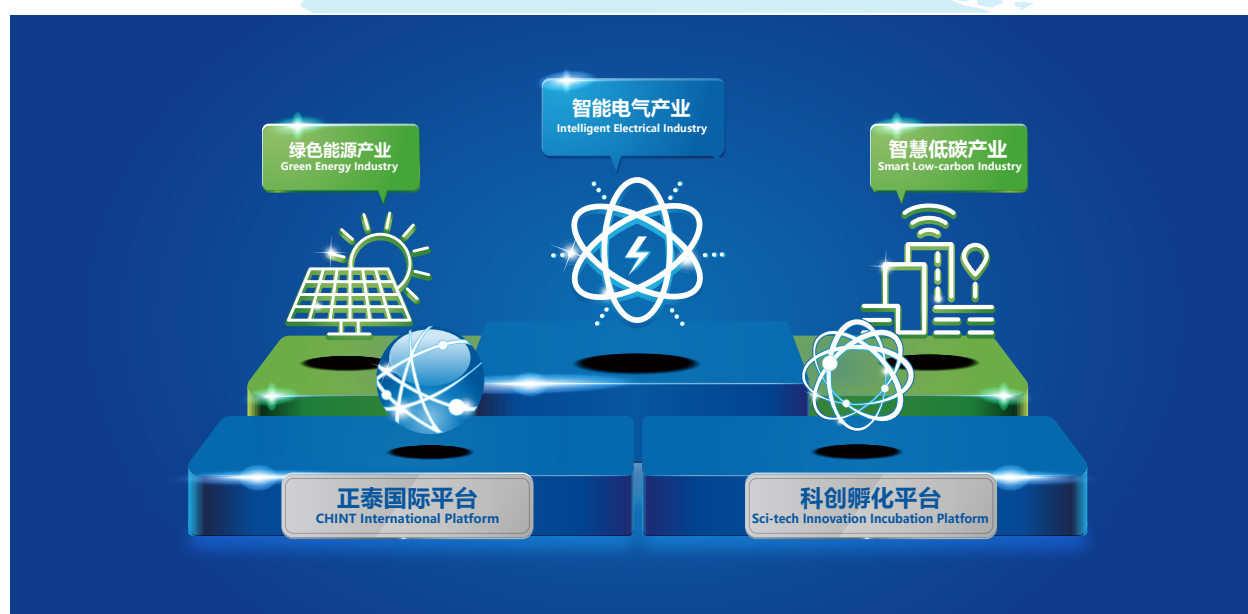 智能电气产业
Intelligent Electrical Industry
绿色能源产业
Green Energy Industry
智慧低碳产业
Smart Low-carbon Industry
正泰国际平台
CHINT International Platform
科创孵化平台
Sci-tech Innovation Incubation Platform